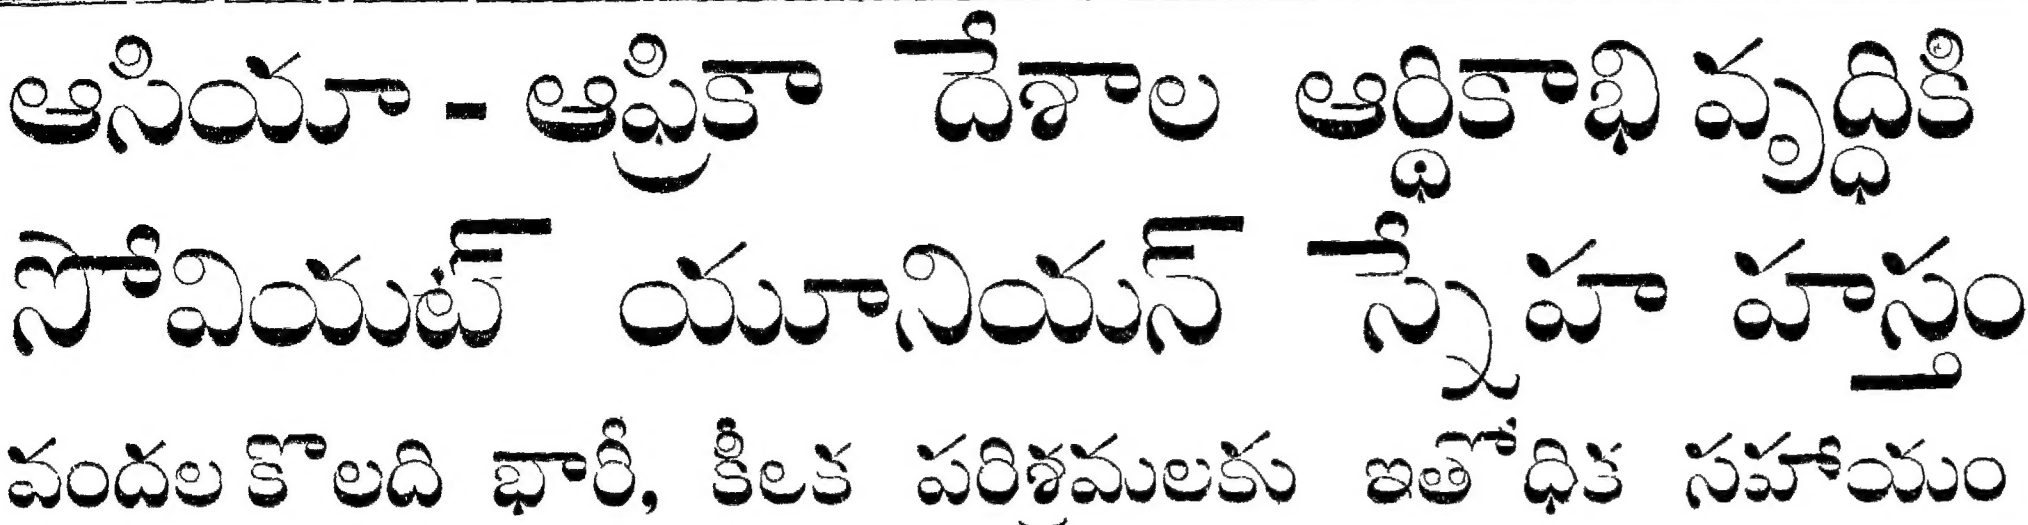 ఆసియా - ఆఫ్రికా దేశాల ఆర్థికాభి వృద్ధికి
సోవియట్ యూనియన్ స్నేహ హస్తం
వందల కొలది భారీ, కీలక పరిశ్రమలకు ఇతోధిక సహాయం